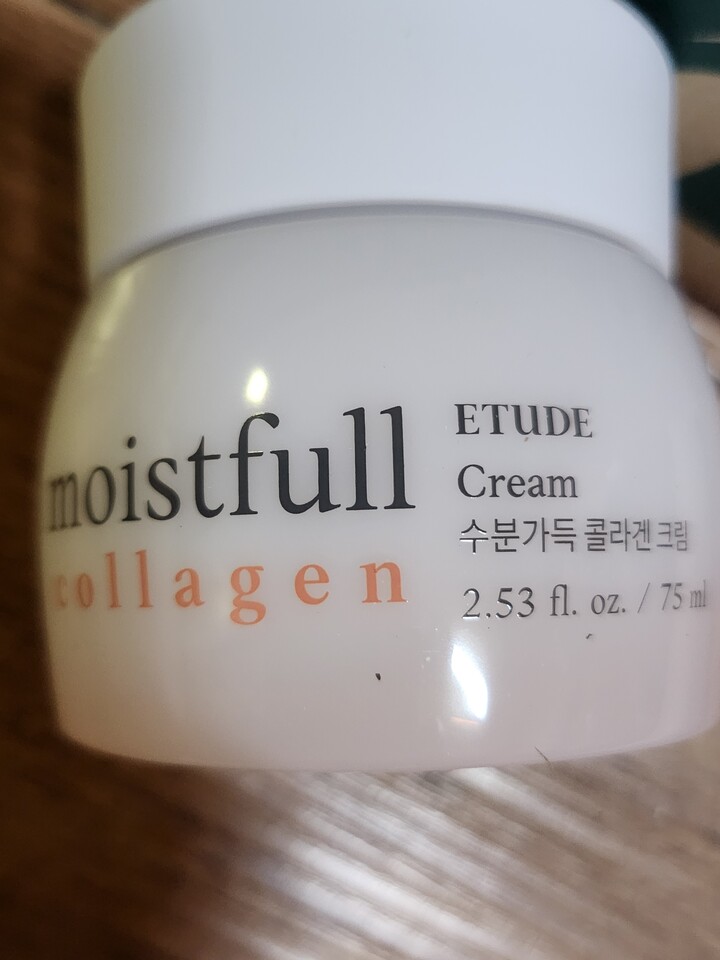 moistfull
collagen
ETUDE
Cream
수분가득 콜라겐 크림
2.53 fl. oz. / 75 ml